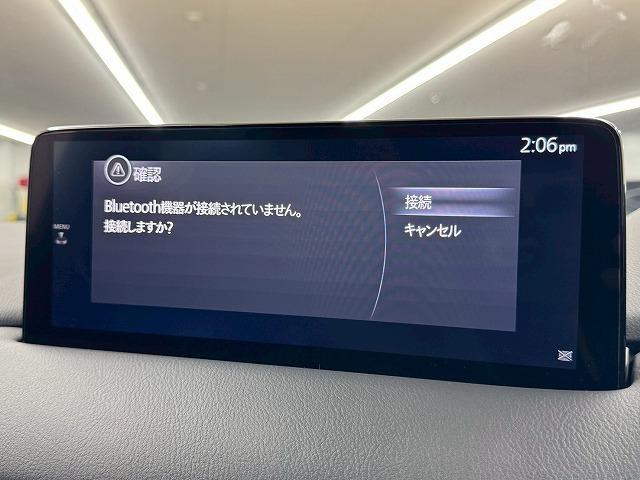 2:06pm
確認
Bluetooth機器が接続されていません。
接続しますか?
接続
キャンセル
MENU